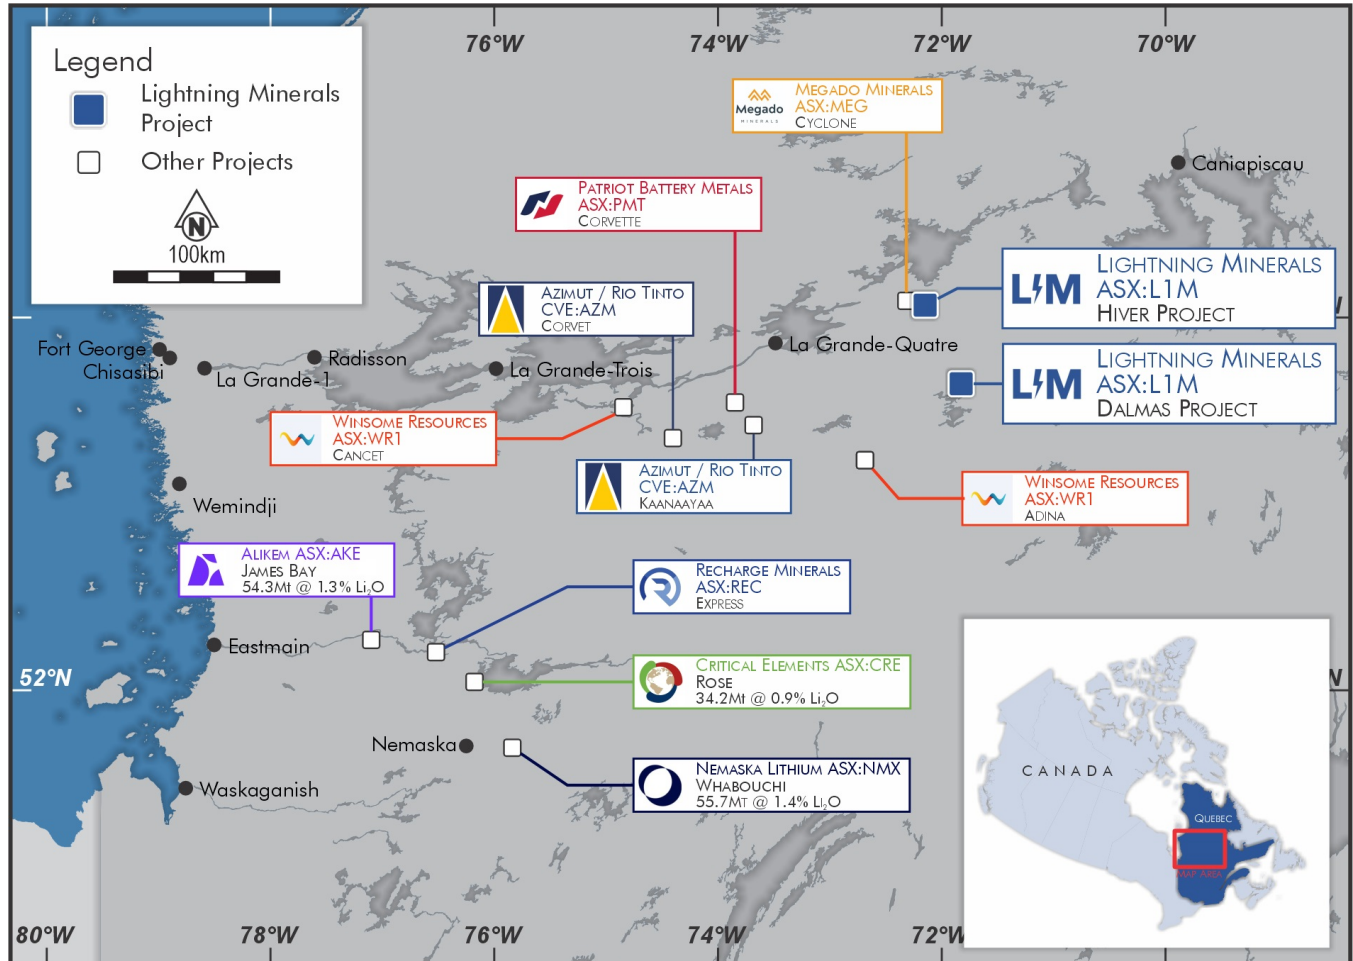 76°W
74°W
72°W
70°W
Legend
Lightning Minerals
Project
Other Projects
N
100km
Megado
MINERALS
MEGADO MINERALS
ASX:MEG
CYCLONE
Caniapiscau
PATRIOT BATTERY METALS
ASX:PMT
CORVETTE
AZIMUT / RIO TINTO
CVE:AZM
CORVET
L M
LIGHTNING MINERALS
ASX:L1M
HIVER PROJECT
N
Fort George
Chisasibi
La Grande-1
Radisson
La Grande-Trois
La Grande-Quatre
L M
LIGHTNING MINERALS
ASX:L1M
DALMAS PROJECT
WINSOME RESOURCES
ASX:WR1
CANCET
AZIMUT / RIO TINTO
CVE:AZM
KAANAAYAA
WINSOME RESOURCES
ASX:WR1
ADINA
Wemindji
ALIKEM ASX:AKE
JAMES BAY
54.3Mt @ 1.3% Li₂O
RECHARGE MINERALS
ASX:REC
EXPRESS
Eastmain
52°N
N
CRITICAL ELEMENTS ASX:CRE
ROSE
34.2Mt @ 0.9% Li₂O
Nemaska
NEMASKA LITHIUM ASX:NMX
WHABOUCHI
55.7MT @ 1.4% LI₂O
Waskaganish
CANADA
QUEBEC
MAP AREA
80°W
78°W
76°W
74°W
72°W